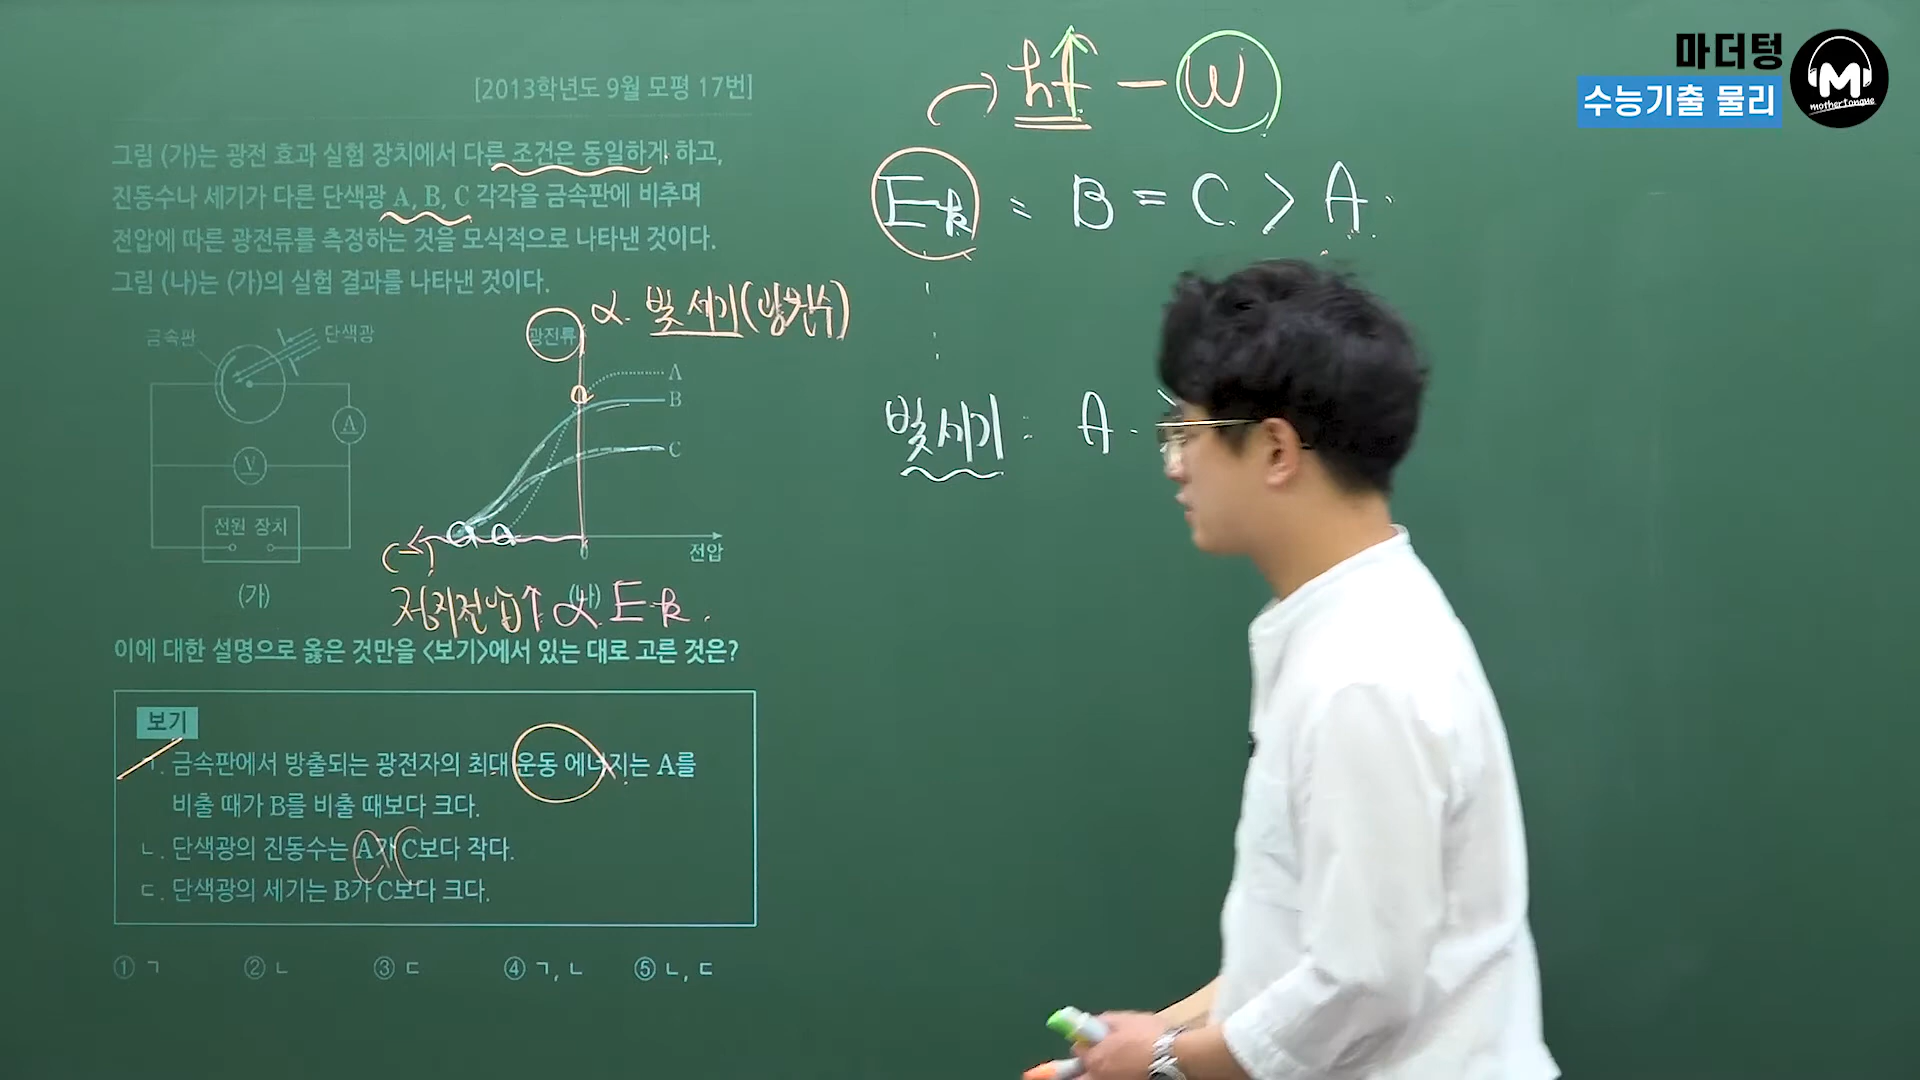 마더텅
수능기출 물리
mothertongue
[2013학년도 9월 모평 17번]
그림 (가)는 광전 효과 실험 장치에서 다른 조건은 동일하게 하고,
진동수나 세기가 다른 단색광 A, B, C 각각을 금속판에 비추며
전압에 따른 광전류를 측정하는 것을 모식적으로 나타낸 것이다.
그림 (나)는 (가)의 실험 결과를 나타낸 것이다.
금속판
단색광
A
V
전원 장치
(가)
광전류
α 빛 세기(광전수)
A
B
C
0
전압
(나)
정지전압↑ α Ek
이에 대한 설명으로 옳은 것만을 <보기>에서 있는 대로 고른 것은?
보기
ㄱ. 금속판에서 방출되는 광전자의 최대 운동 에너지는 A를
비출 때가 B를 비출 때보다 크다.
ㄴ. 단색광의 진동수는 A가 C보다 작다.
ㄷ. 단색광의 세기는 B가 C보다 크다.
① ㄱ ② ㄴ ③ ㄷ ④ ㄱ, ㄴ ⑤ ㄴ, ㄷ
hf − W
Ek = B = C > A
빛세기 : A >